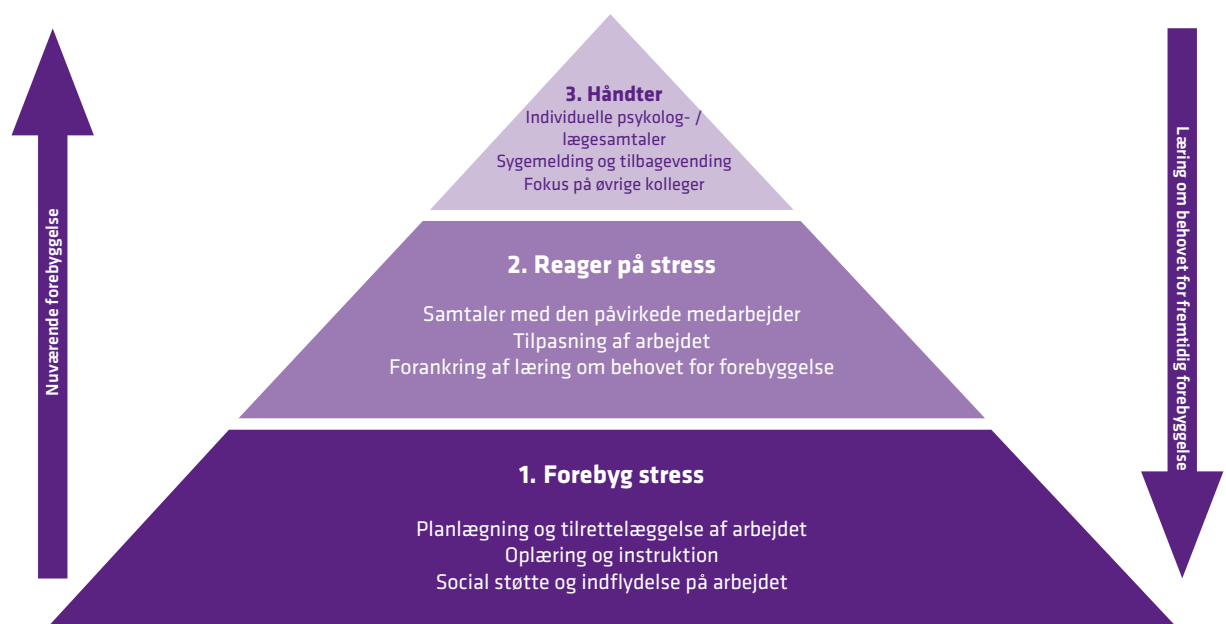 3. Håndter
Individuelle psykolog- /
lægesamtaler
Sygemelding og tilbagevending
Fokus på øvrige kolleger
2. Reager på stress
Samtaler med den påvirkede medarbejder
Tilpasning af arbejdet
Forankring af læring om behovet for forebyggelse
1. Forebyg stress
Planlægning og tilrettelæggelse af arbejdet
Oplæring og instruktion
Social støtte og indflydelse på arbejdet
Nuværende forebyggelse
Læring om behovet for fremtidig forebyggelse